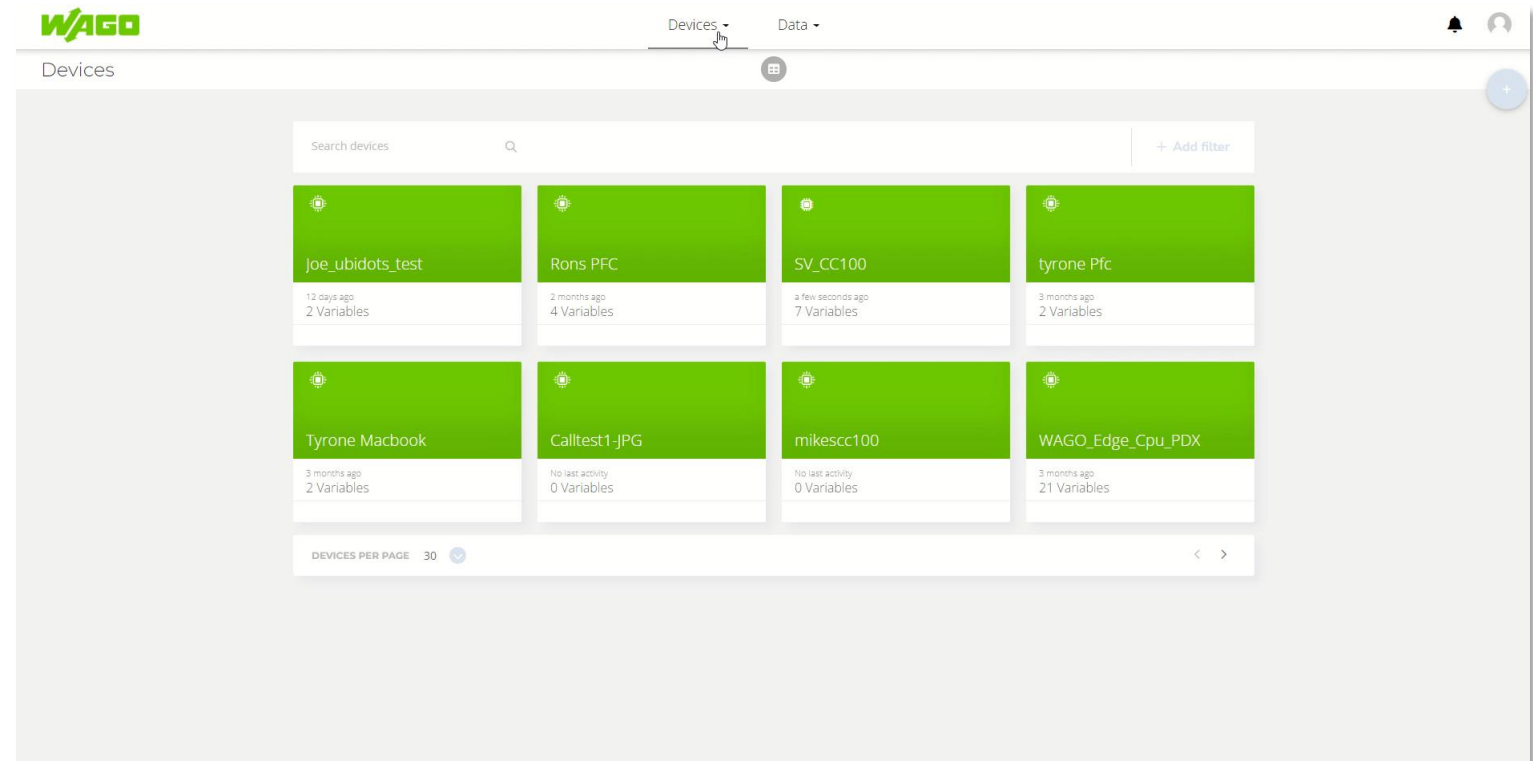 WAGO
Devices
Data
Devices
Search devices
+ Add filter
Joe_ubidots_test
12 days ago
2 Variables
Rons PFC
2 months ago
4 Variables
SV_CC100
a few seconds ago
7 Variables
tyrone Pfc
3 months ago
2 Variables
Tyrone Macbook
3 months ago
2 Variables
Calltest1-JPG
No last activity
0 Variables
mikescc100
No last activity
0 Variables
WAGO_Edge_Cpu_PDX
3 months ago
21 Variables
DEVICES PER PAGE 30